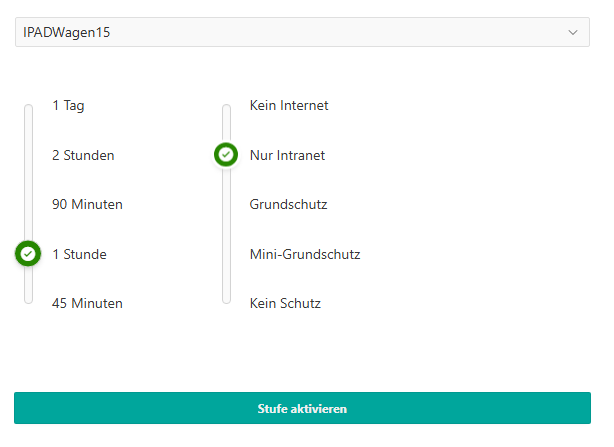 IPADWagen15
1 Tag
Kein Internet
2 Stunden
Nur Intranet
90 Minuten
Grundschutz
1 Stunde
Mini-Grundschutz
45 Minuten
Kein Schutz
Stufe aktivieren